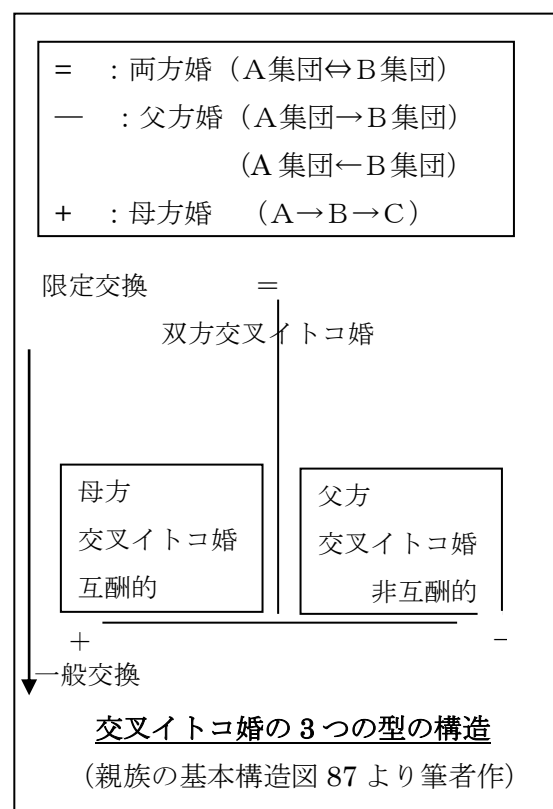 = ：両方婚（Ａ集団⇔Ｂ集団）
― ：父方婚（Ａ集団→Ｂ集団）
（A 集団←Ｂ集団）
+ ：母方婚 （Ａ→Ｂ→Ｃ）
限定交換 =
双方交叉イトコ婚
母方
交叉イトコ婚
互酬的
父方
交叉イトコ婚
非互酬的
+ −
一般交換
交叉イトコ婚の 3 つの型の構造
（親族の基本構造図 87 より筆者作）